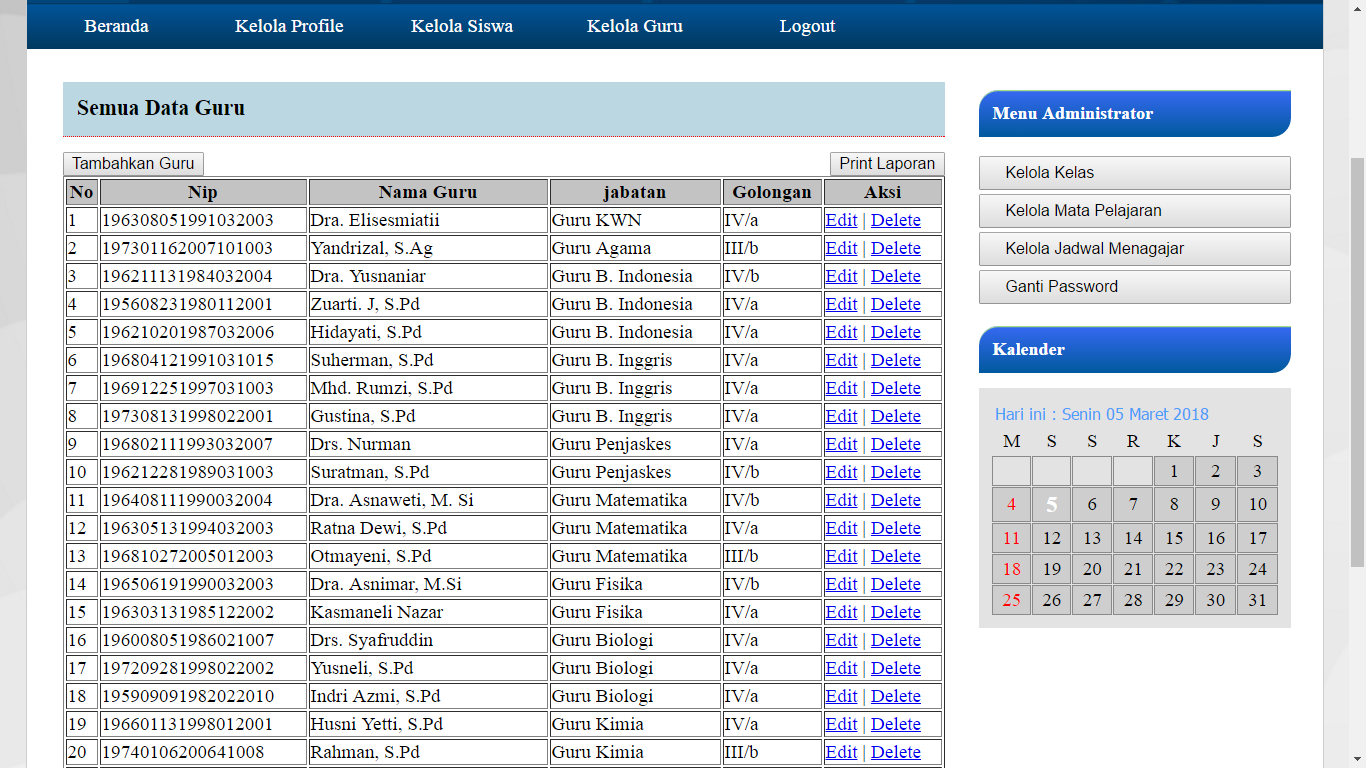 Beranda Kelola Profile Kelola Siswa Kelola Guru Logout
Semua Data Guru
Tambahkan Guru Print Laporan
No Nip Nama Guru jabatan Golongan Aksi
1 196308051991032003 Dra. Elisesmiatii Guru KWN IV/a Edit | Delete
2 197301162007101003 Yandrizal, S.Ag Guru Agama III/b Edit | Delete
3 196211131984032004 Dra. Yusnaniar Guru B. Indonesia IV/b Edit | Delete
4 195608231980112001 Zuarti. J, S.Pd Guru B. Indonesia IV/a Edit | Delete
5 196210201987032006 Hidayati, S.Pd Guru B. Indonesia IV/b Edit | Delete
6 196804121991031015 Suherman, S.Pd Guru B. Inggris IV/a Edit | Delete
7 196912251997031003 Mhd. Rumzi, S.Pd Guru B. Inggris IV/a Edit | Delete
8 197308131998022001 Gustina, S.Pd Guru B. Inggris IV/a Edit | Delete
9 196802111993032007 Drs. Nurman Guru Penjaskes IV/a Edit | Delete
10 196212281989031003 Suratman, S.Pd Guru Penjaskes IV/b Edit | Delete
11 196408111990032004 Dra. Asnaweti, M. Si Guru Matematika IV/b Edit | Delete
12 196305131994032003 Ratna Dewi, S.Pd Guru Matematika IV/a Edit | Delete
13 196810272005012003 Otmayeni, S.Pd Guru Matematika III/b Edit | Delete
14 196506191990032003 Dra. Asnimar, M.Si Guru Fisika IV/b Edit | Delete
15 196303131985122002 Kasmaneli Nazar Guru Fisika IV/a Edit | Delete
16 196008051986021007 Drs. Syafruddin Guru Biologi IV/a Edit | Delete
17 197209281998022002 Yusneli, S.Pd Guru Biologi IV/a Edit | Delete
18 195909091982022010 Indri Azmi, S.Pd Guru Biologi IV/a Edit | Delete
19 196601131998012001 Husni Yetti, S.Pd Guru Kimia IV/a Edit | Delete
20 19740106200641008 Rahman, S.Pd Guru Kimia III/b Edit | Delete
Menu Administrator
Kelola Kelas
Kelola Mata Pelajaran
Kelola Jadwal Menagajar
Ganti Password
Kalender
Hari ini : Senin 05 Maret 2018
M S S R K J S
1 2 3
4 5 6 7 8 9 10
11 12 13 14 15 16 17
18 19 20 21 22 23 24
25 26 27 28 29 30 31